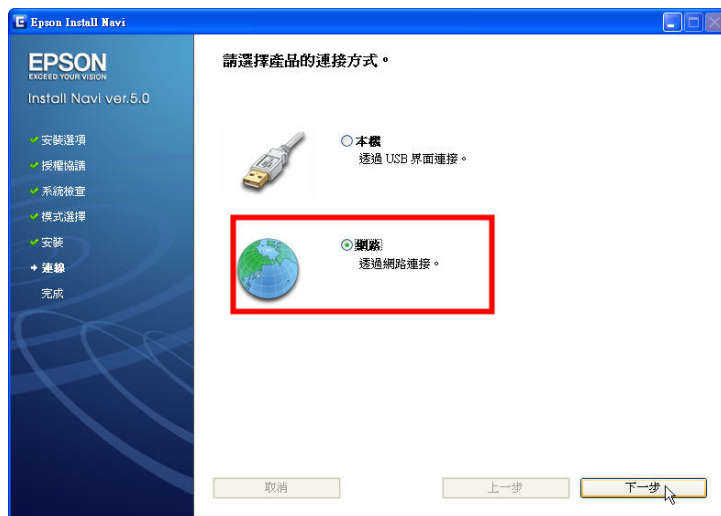 Epson Install Navi
EPSON
EXCEED YOUR VISION
Install Navi ver.5.0
安裝選項
授權協議
系統檢查
模式選擇
安裝
連線
完成
請選擇產品的連接方式。
本機
透過 USB 界面連接。
網路
透過網路連接。
取消
上一步
下一步